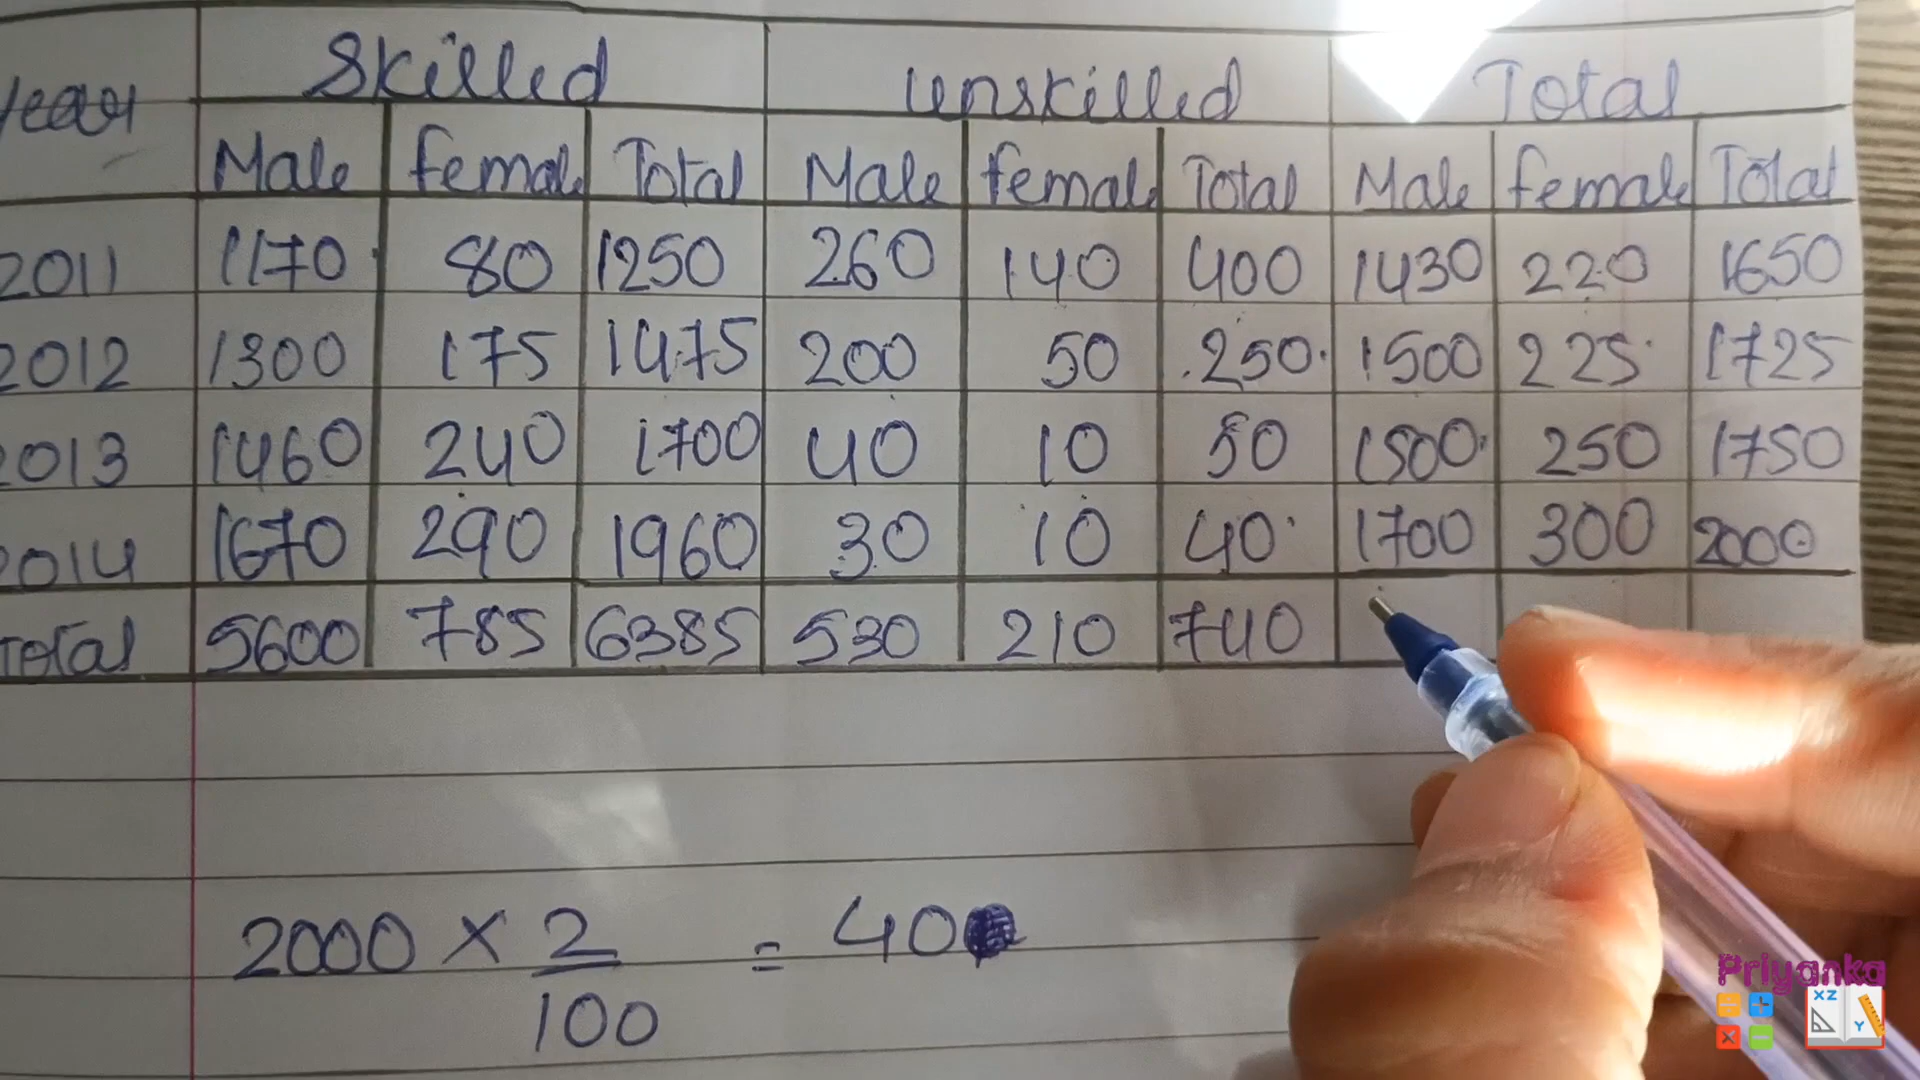 Skilled unskilled Total
Year
Male female Total Male female Total Male female Total
2011 1170 80 1250 260 140 400 1430 220 1650
2012 1300 175 1475 200 50 250 1500 225 1725
2013 1460 240 1700 40 10 50 1500 250 1750
2014 1670 290 1960 30 10 40 1700 300 2000
Total 5600 785 6385 530 210 740
2000 × 2/100 = 40
Priyanka
XZ
Y